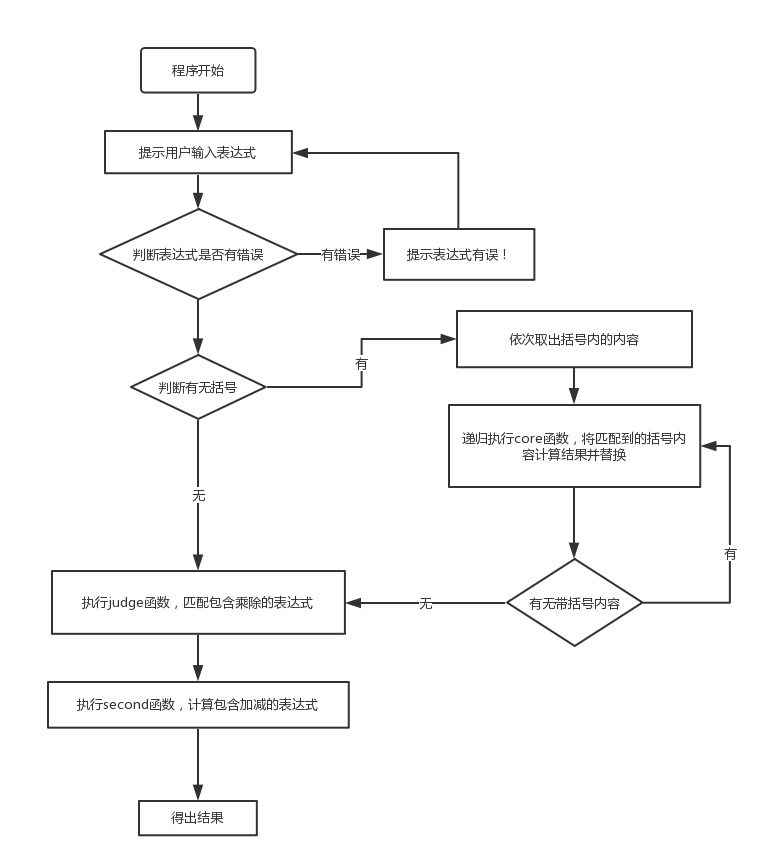 程序开始
提示用户输入表达式
判断表达式是否有错误
有错误
提示表达式有误！
判断有无括号
有
依次取出括号内的内容
递归执行core函数，将匹配到的括号内
容计算结果并替换
无
有
执行judge函数，匹配包含乘除的表达式
无
有无带括号内容
执行second函数，计算包含加减的表达式
得出结果